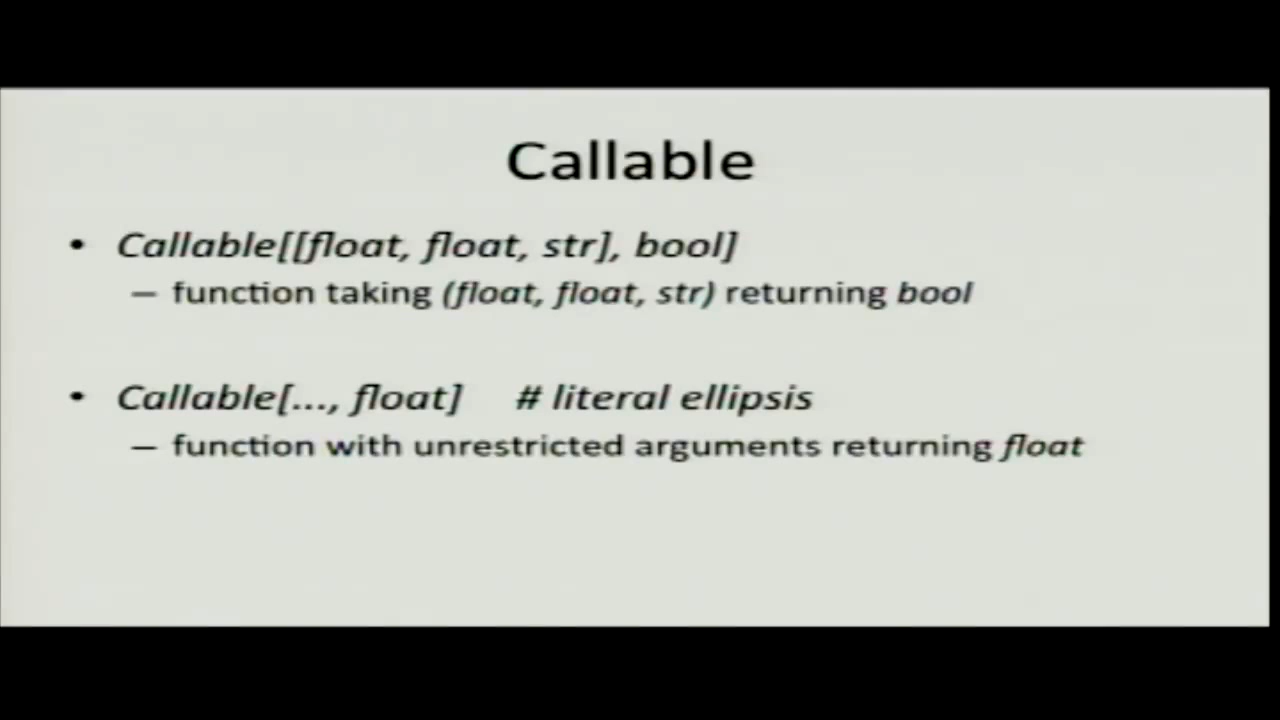 Callable
• Callable[[float, float, str], bool]
– function taking (float, float, str) returning bool
• Callable[..., float] # literal ellipsis
– function with unrestricted arguments returning float